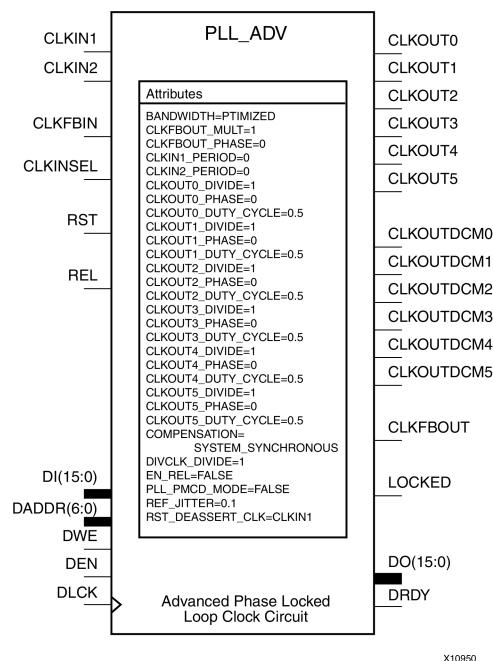 PLL_ADV
CLKIN1
CLKIN2
CLKFBIN
CLKINSEL
RST
REL
DI(15:0)
DADDR(6:0)
DWE
DEN
DLCK
Attributes
BANDWIDTH=PTIMIZED
CLKFBOUT_MULT=1
CLKFBOUT_PHASE=0
CLKIN1_PERIOD=0
CLKIN2_PERIOD=0
CLKOUT0_DIVIDE=1
CLKOUT0_PHASE=0
CLKOUT0_DUTY_CYCLE=0.5
CLKOUT1_DIVIDE=1
CLKOUT1_PHASE=0
CLKOUT1_DUTY_CYCLE=0.5
CLKOUT2_DIVIDE=1
CLKOUT2_PHASE=0
CLKOUT2_DUTY_CYCLE=0.5
CLKOUT3_DIVIDE=1
CLKOUT3_PHASE=0
CLKOUT3_DUTY_CYCLE=0.5
CLKOUT4_DIVIDE=1
CLKOUT4_PHASE=0
CLKOUT4_DUTY_CYCLE=0.5
CLKOUT5_DIVIDE=1
CLKOUT5_PHASE=0
CLKOUT5_DUTY_CYCLE=0.5
COMPENSATION=
SYSTEM_SYNCHRONOUS
DIVCLK_DIVIDE=1
EN_REL=FALSE
PLL_PMCD_MODE=FALSE
REF_JITTER=0.1
RST_DEASSERT_CLK=CLKIN1
CLKOUT0
CLKOUT1
CLKOUT2
CLKOUT3
CLKOUT4
CLKOUT5
CLKOUTDCM0
CLKOUTDCM1
CLKOUTDCM2
CLKOUTDCM3
CLKOUTDCM4
CLKOUTDCM5
CLKFBOUT
LOCKED
DO(15:0)
DRDY
Advanced Phase Locked
Loop Clock Circuit
X10950